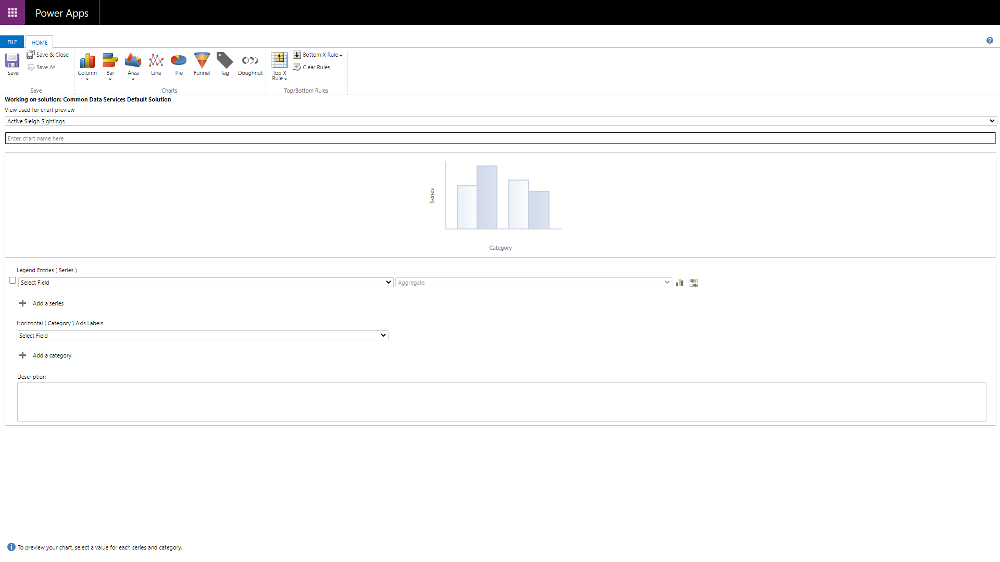 Power Apps
FILE
HOME
Save
Save & Close
Save As
Column
Bar
Area
Line
Pie
Funnel
Tag
Doughnut
Top X
Rule
Bottom X Rule
Clear Rules
Save
Charts
Top/Bottom Rules
Working on solution: Common Data Services Default Solution
View used for chart preview
Active Sleigh Sightings
Enter chart name here
Series
Category
Legend Entries ( Series )
Select Field
Aggregate
Add a series
Horizontal ( Category ) Axis Labels
Select Field
Add a category
Description
To preview your chart, select a value for each series and category.